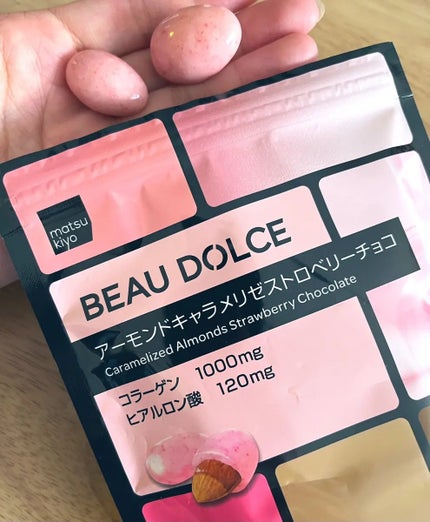 matsu
kiyo
BEAU DOLCE
アーモンドキャラメリゼストロベリーチョコ
Caramelized Almonds Strawberry Chocolate
コラーゲン 1000mg
ヒアルロン酸 120mg